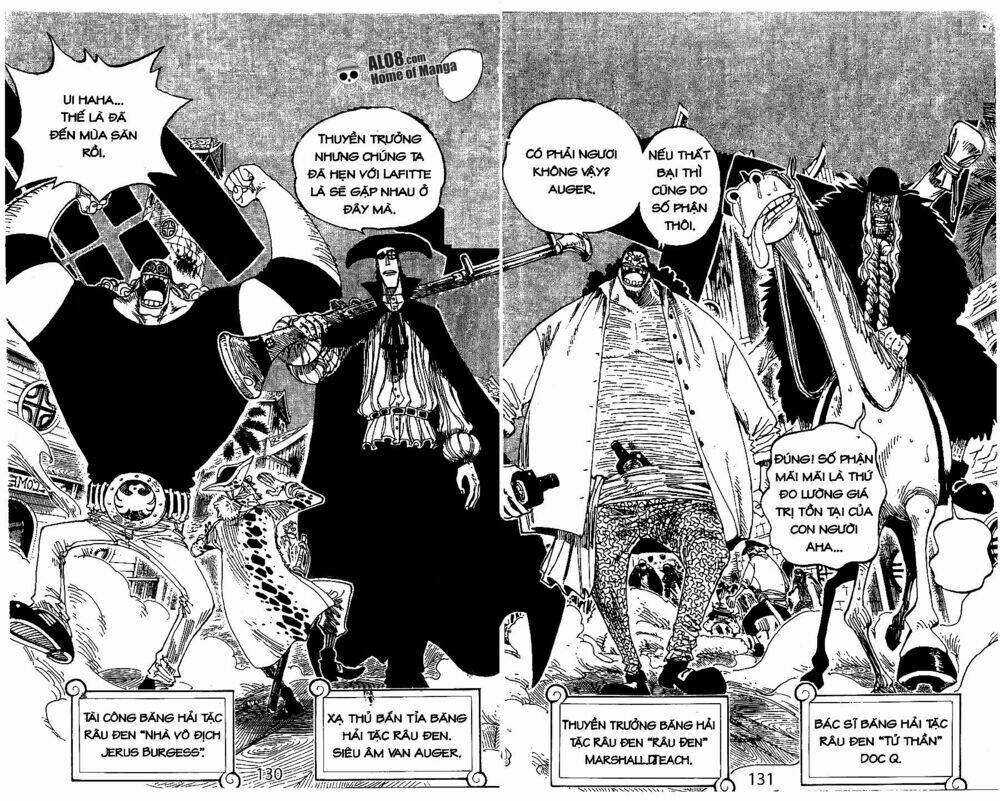 AL08.com
Home of Manga
UI HAHA...
THẾ LÀ ĐÃ
ĐẾN MÙA SĂN
RỒI.
THUYỀN TRƯỞNG
NHƯNG CHÚNG TA
ĐÃ HẸN VỚI LAFITTE
LÀ SẼ GẶP NHAU Ở
ĐÂY MÀ.
CÓ PHẢI NGƯƠI
KHÔNG VẬY?
AUGER.
NẾU THẤT
BẠI THÌ
CŨNG DO
SỐ PHẬN
THÔI.
ĐÚNG! SỐ PHẬN
MÃI MÃI LÀ THỨ
ĐO LƯỜNG GIÁ
TRỊ TỒN TẠI CỦA
CON NGƯỜI
AHA...
TÀI CÔNG BĂNG HẢI TẶC
RÂU ĐEN "NHÀ VÔ ĐỊCH
JERUS BURGESS".
XẠ THỦ BẮN TỈA BĂNG
HẢI TẶC RÂU ĐEN.
SIÊU ÂM VAN AUGER.
THUYỀN TRƯỞNG BĂNG HẢI
TẶC RÂU ĐEN "RÂU ĐEN"
MARSHALL.D.TEACH.
BÁC SĨ BĂNG HẢI TẶC
RÂU ĐEN "TỬ THẦN"
DOC Q.
130
131